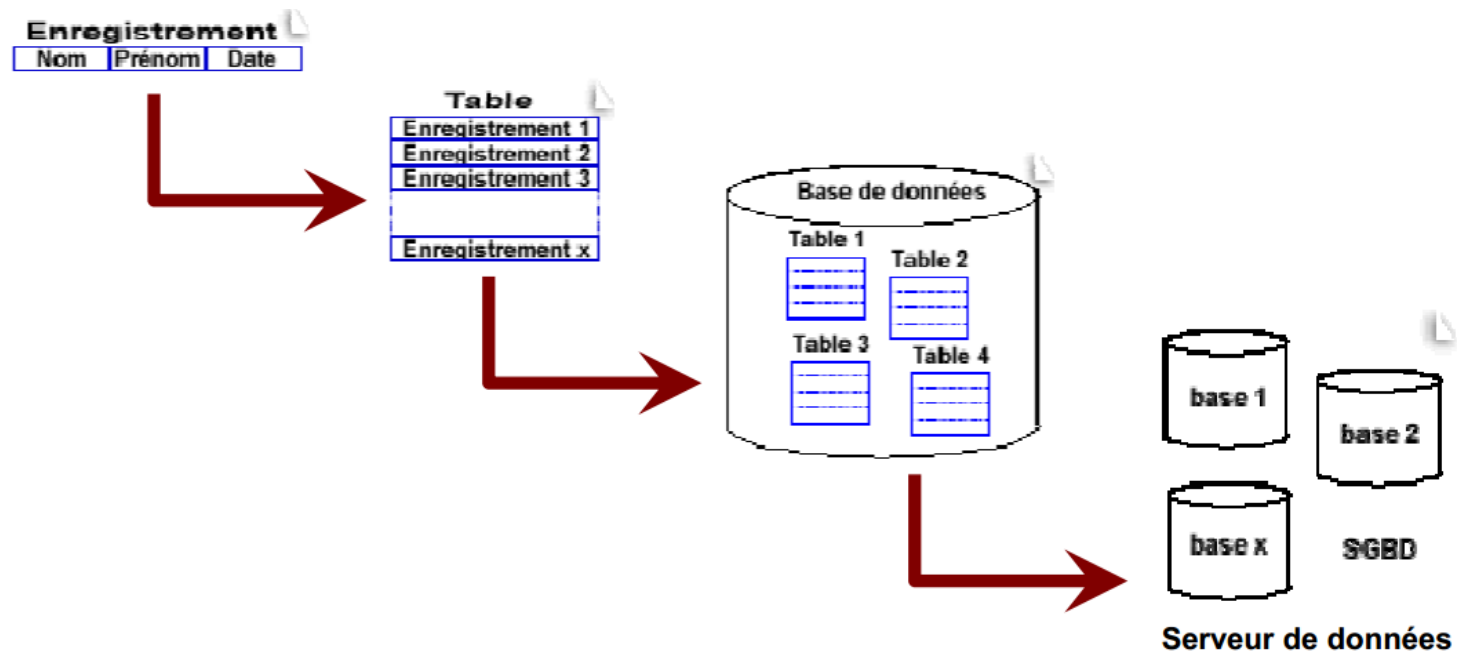 Enregistrement
Nom Prénom Date
Table
Enregistrement 1
Enregistrement 2
Enregistrement 3
Enregistrement x
Base de données
Table 1
Table 2
Table 3
Table 4
base 1
base 2
base x
SGBD
Serveur de données